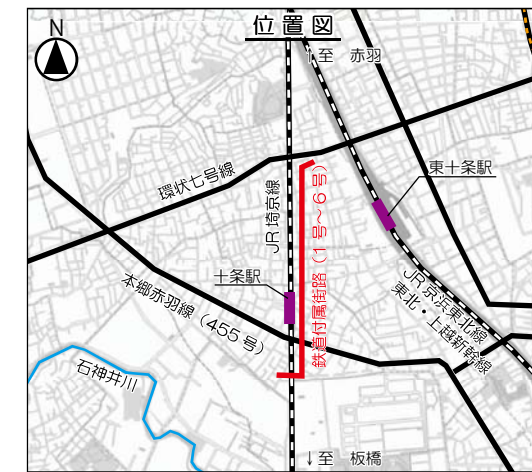 位置図
N
↑至 赤羽
環状七号線
JR埼京線
鉄道付属街路（1号～6号）
東十条駅
十条駅
本郷赤羽線（455号）
JR京浜東北線
東北・上越新幹線
石神井川
↓至 板橋